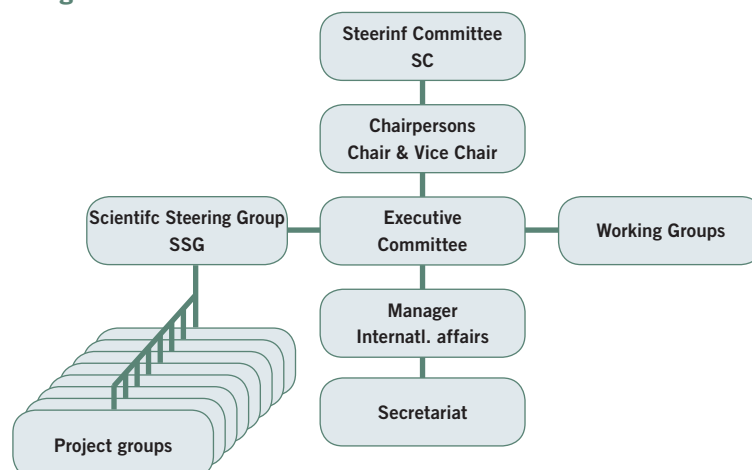 Steerinf Committee
SC
Chairpersons
Chair & Vice Chair
Scientifc Steering Group
SSG
Executive
Committee
Working Groups
Manager
Internatl. affairs
Secretariat
Project groups